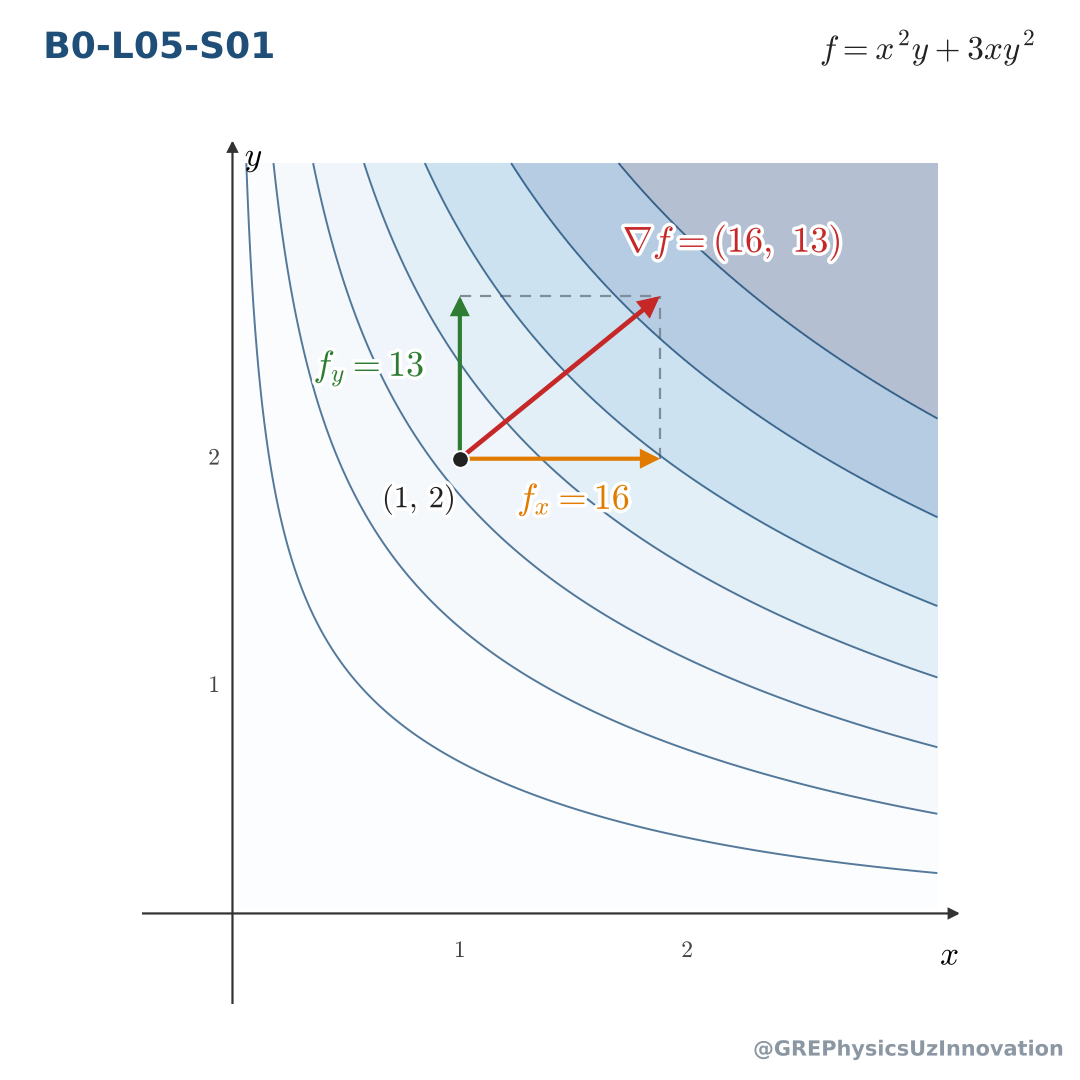 B0-L05-S01
f = x²y + 3xy²
y
∇f = (16, 13)
f_y = 13
2
(1, 2)
f_x = 16
1
1
2
x
@GREPhysicsUzInnovation